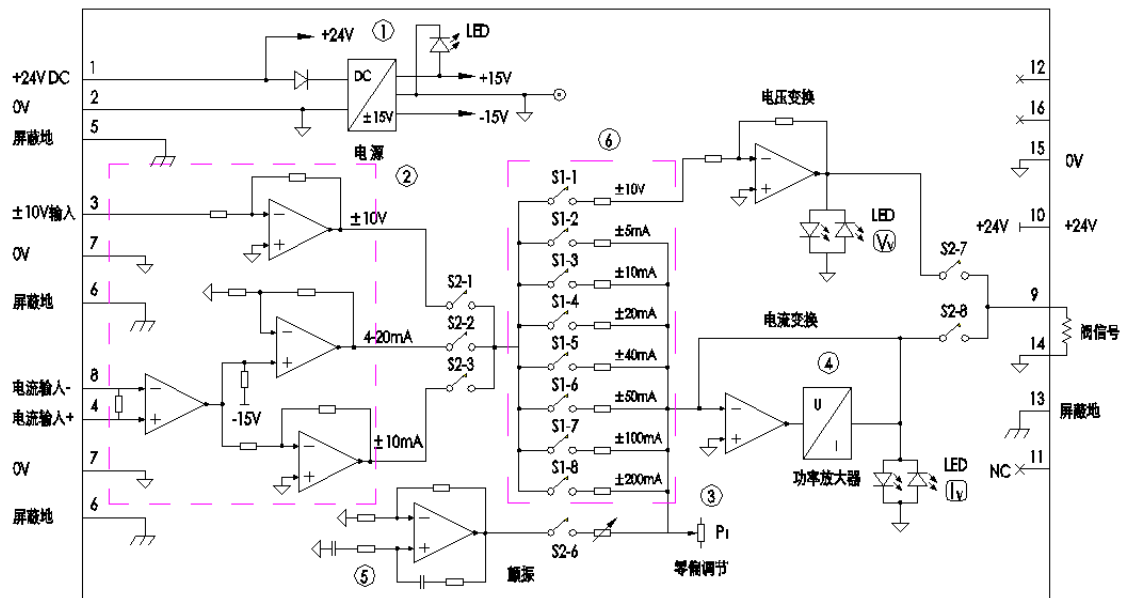 +24V
①
LED
1
+24V DC
DC
±15V
+15V
-15V
2
0V
5
屏蔽地
电源
②
3
±10V输入
±10V
7
0V
6
屏蔽地
4-20mA
8
电流输入-
4
电流输入+
-15V
±10mA
7
0V
6
屏蔽地
⑤
颤振
S2-1
S2-2
S2-3
⑥
S1-1
±10V
S1-2
±5mA
S1-3
±10mA
S1-4
±20mA
S1-5
±40mA
S1-6
±50mA
S1-7
±100mA
S1-8
±200mA
S2-6
③
P1
零偏调节
电压变换
LED
Vv
S2-7
电流变换
S2-8
④
U
I
功率放大器
LED
Iv
12
16
15
0V
10
+24V
+24V
9
阀信号
14
13
屏蔽地
11
NC